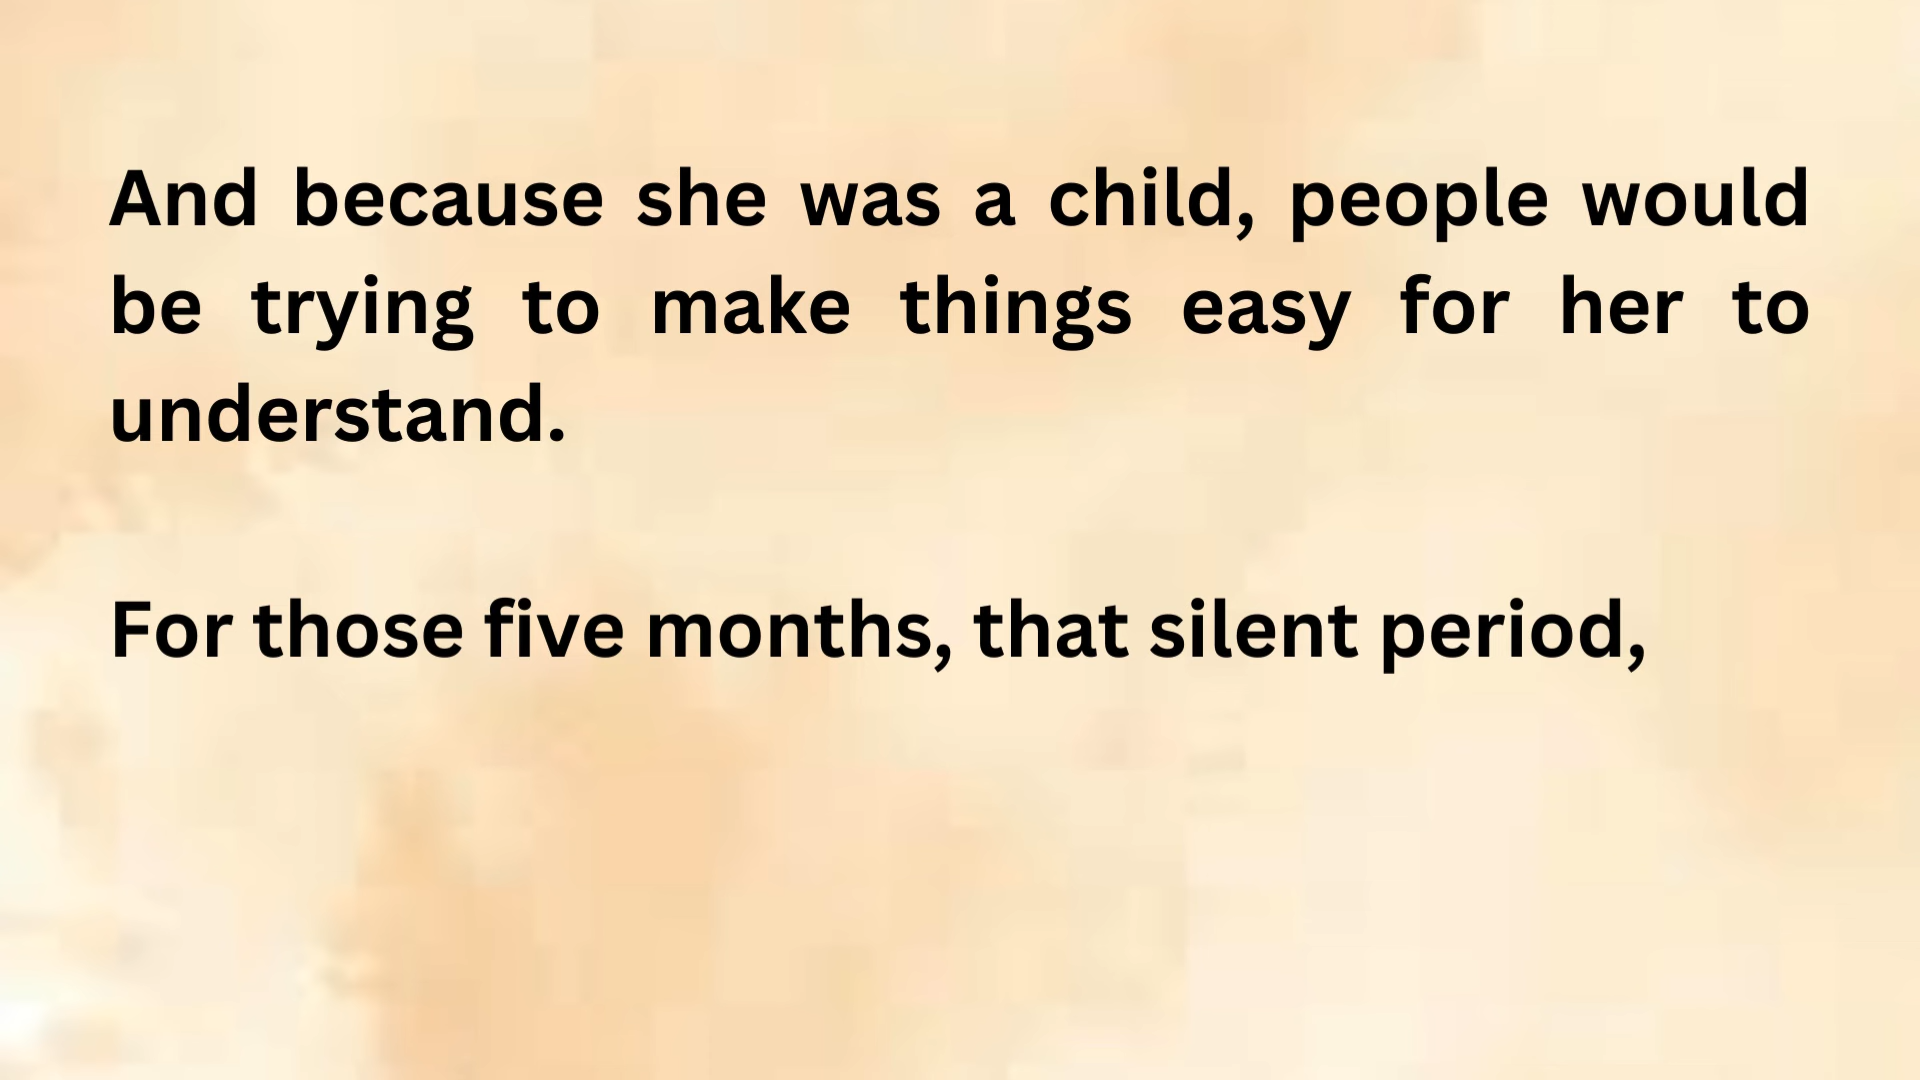 And because she was a child, people would
be trying to make things easy for her to
understand.
For those five months, that silent period,